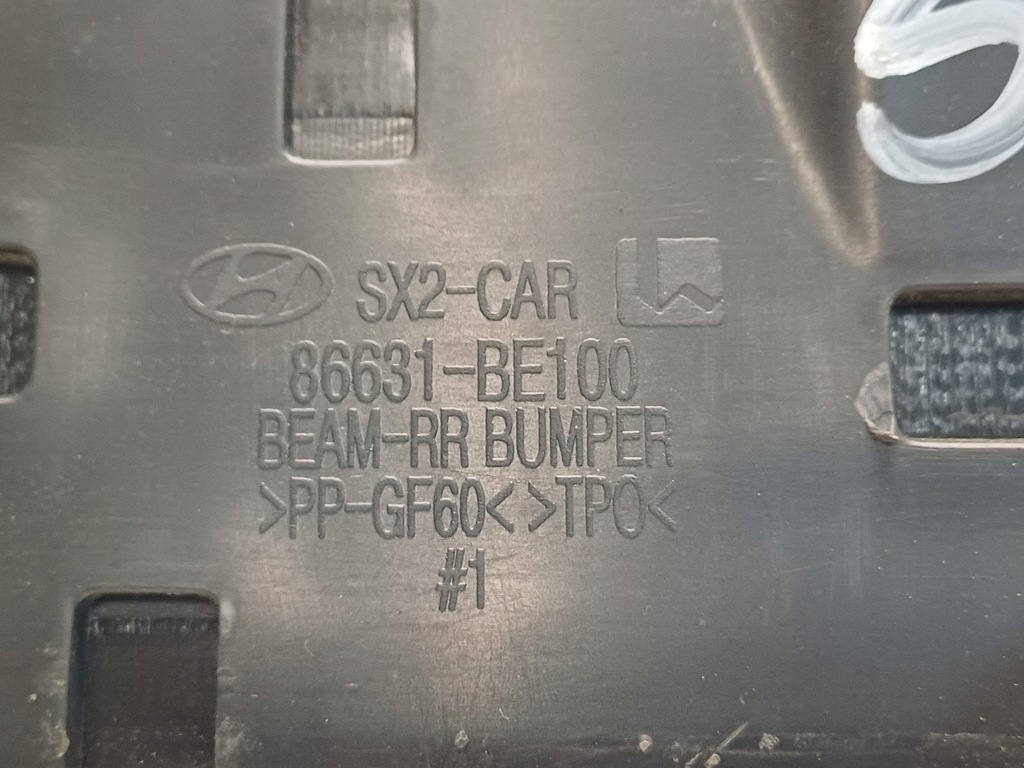 SX2-CAR
86631-BE100
BEAM-RR BUMPER
>PP-GF60< >TPO<
#1